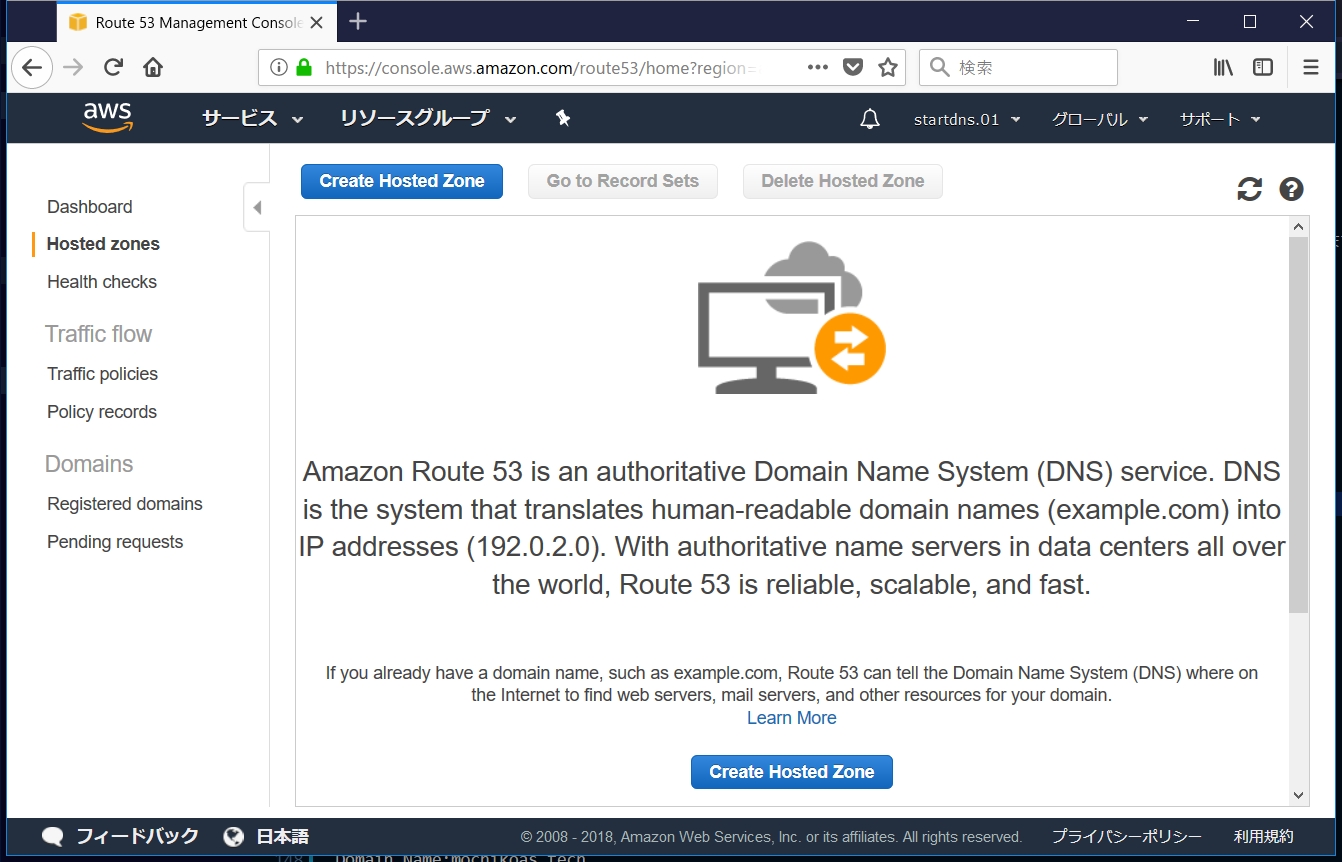 Route 53 Management Console
https://console.aws.amazon.com/route53/home?region=
検索
aws
サービス
リソースグループ
startdns.01
グローバル
サポート
Create Hosted Zone
Go to Record Sets
Delete Hosted Zone
Dashboard
Hosted zones
Health checks
Traffic flow
Traffic policies
Policy records
Domains
Registered domains
Pending requests
Amazon Route 53 is an authoritative Domain Name System (DNS) service. DNS
is the system that translates human-readable domain names (example.com) into
IP addresses (192.0.2.0). With authoritative name servers in data centers all over
the world, Route 53 is reliable, scalable, and fast.
If you already have a domain name, such as example.com, Route 53 can tell the Domain Name System (DNS) where on
the Internet to find web servers, mail servers, and other resources for your domain.
Learn More
Create Hosted Zone
フィードバック
日本語
© 2008 - 2018, Amazon Web Services, Inc. or its affiliates. All rights reserved.
プライバシーポリシー
利用規約
Domain Name:mochikoas.tech